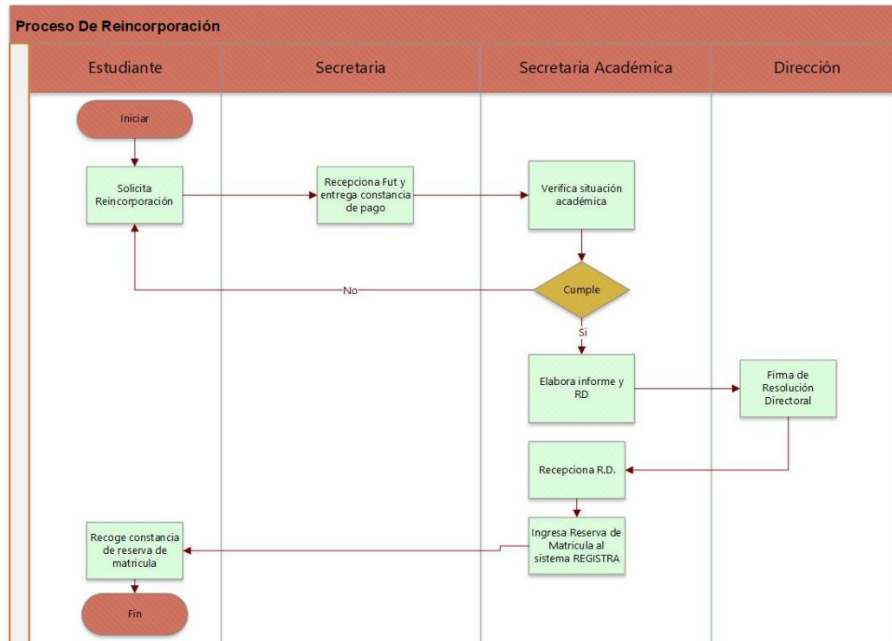 Proceso De Reincorporación
Estudiante
Secretaria
Secretaria Académica
Dirección
Iniciar
Solicita
Reincorporación
Recepciona Fut y
entrega constancia
de pago
Verifica situación
académica
Cumple
No
Si
Elabora informe y
RD
Firma de
Resolución
Directoral
Recepciona R.D.
Ingresa Reserva de
Matricula al
sistema REGISTRA
Recoge constancia
de reserva de
matricula
Fin